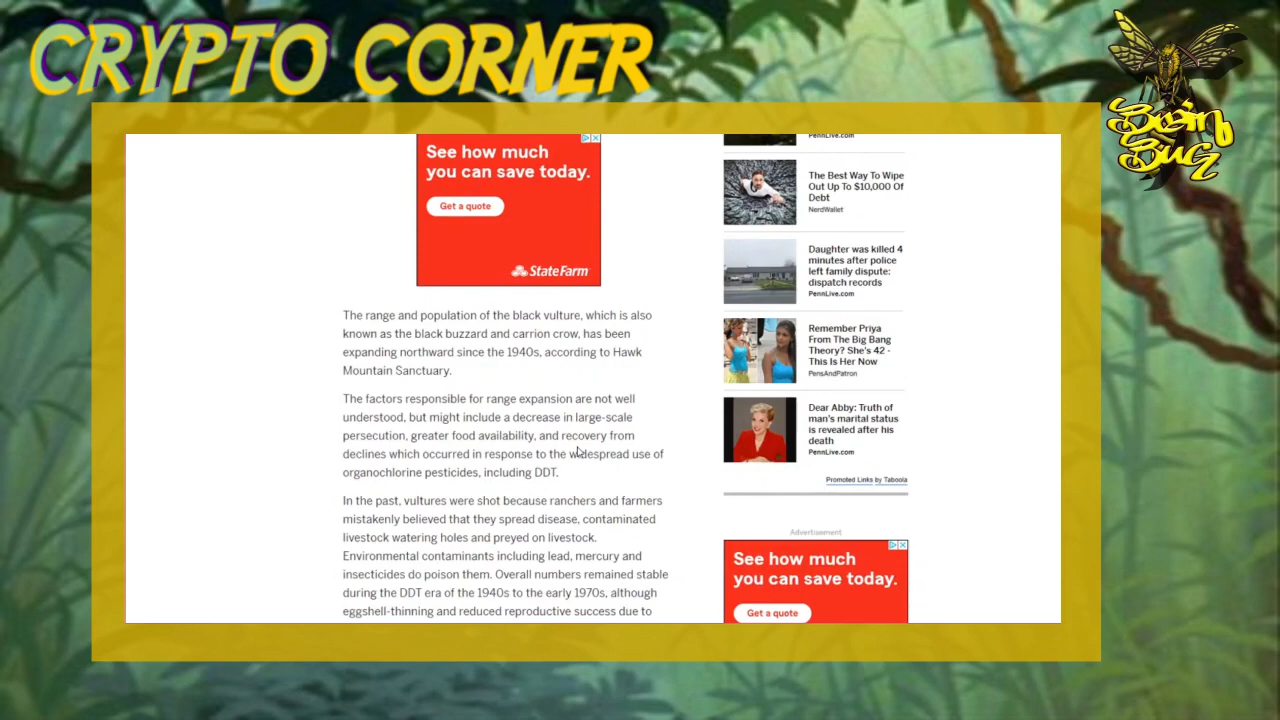 CRYPTO CORNER
Bein
Bug
See how much
you can save today.
Get a quote
StateFarm
The range and population of the black vulture, which is also
known as the black buzzard and carrion crow, has been
expanding northward since the 1940s, according to Hawk
Mountain Sanctuary.
The factors responsible for range expansion are not well
understood, but might include a decrease in large-scale
persecution, greater food availability, and recovery from
declines which occurred in response to the widespread use of
organochlorine pesticides, including DDT.
In the past, vultures were shot because ranchers and farmers
mistakenly believed that they spread disease, contaminated
livestock watering holes and preyed on livestock.
Environmental contaminants including lead, mercury and
insecticides do poison them. Overall numbers remained stable
during the DDT era of the 1940s to the early 1970s, although
eggshell-thinning and reduced reproductive success due to
PennLive.com
The Best Way To Wipe
Out Up To $10,000 Of
Debt
NerdWallet
Daughter was killed 4
minutes after police
left family dispute:
dispatch records
PennLive.com
Remember Priya
From The Big Bang
Theory? She's 42 -
This Is Her Now
PensAndPatron
Dear Abby: Truth of
man's marital status
is revealed after his
death
PennLive.com
Promoted Links by Taboola
Advertisement
See how much
you can save today.
Get a quote